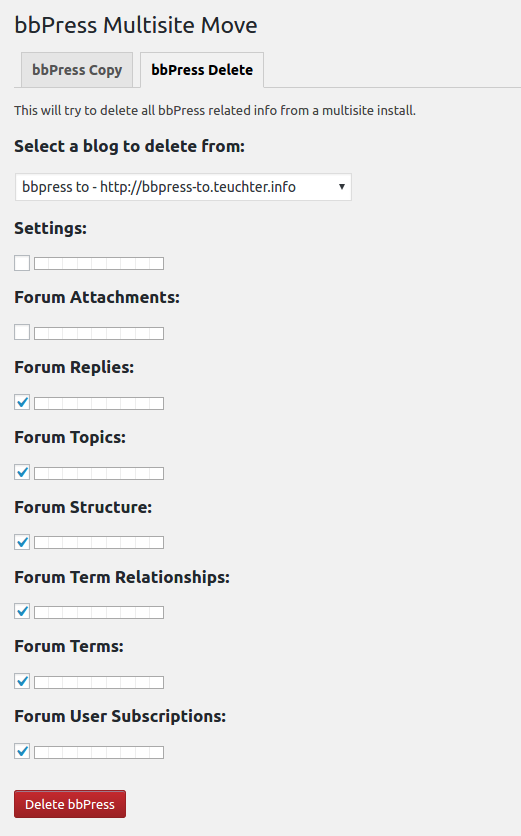 bbPress Multisite Move
bbPress Copy
bbPress Delete
This will try to delete all bbPress related info from a multisite install.
Select a blog to delete from:
bbpress to - http://bbpress-to.teuchter.info
Settings:
Forum Attachments:
Forum Replies:
Forum Topics:
Forum Structure:
Forum Term Relationships:
Forum Terms:
Forum User Subscriptions:
Delete bbPress